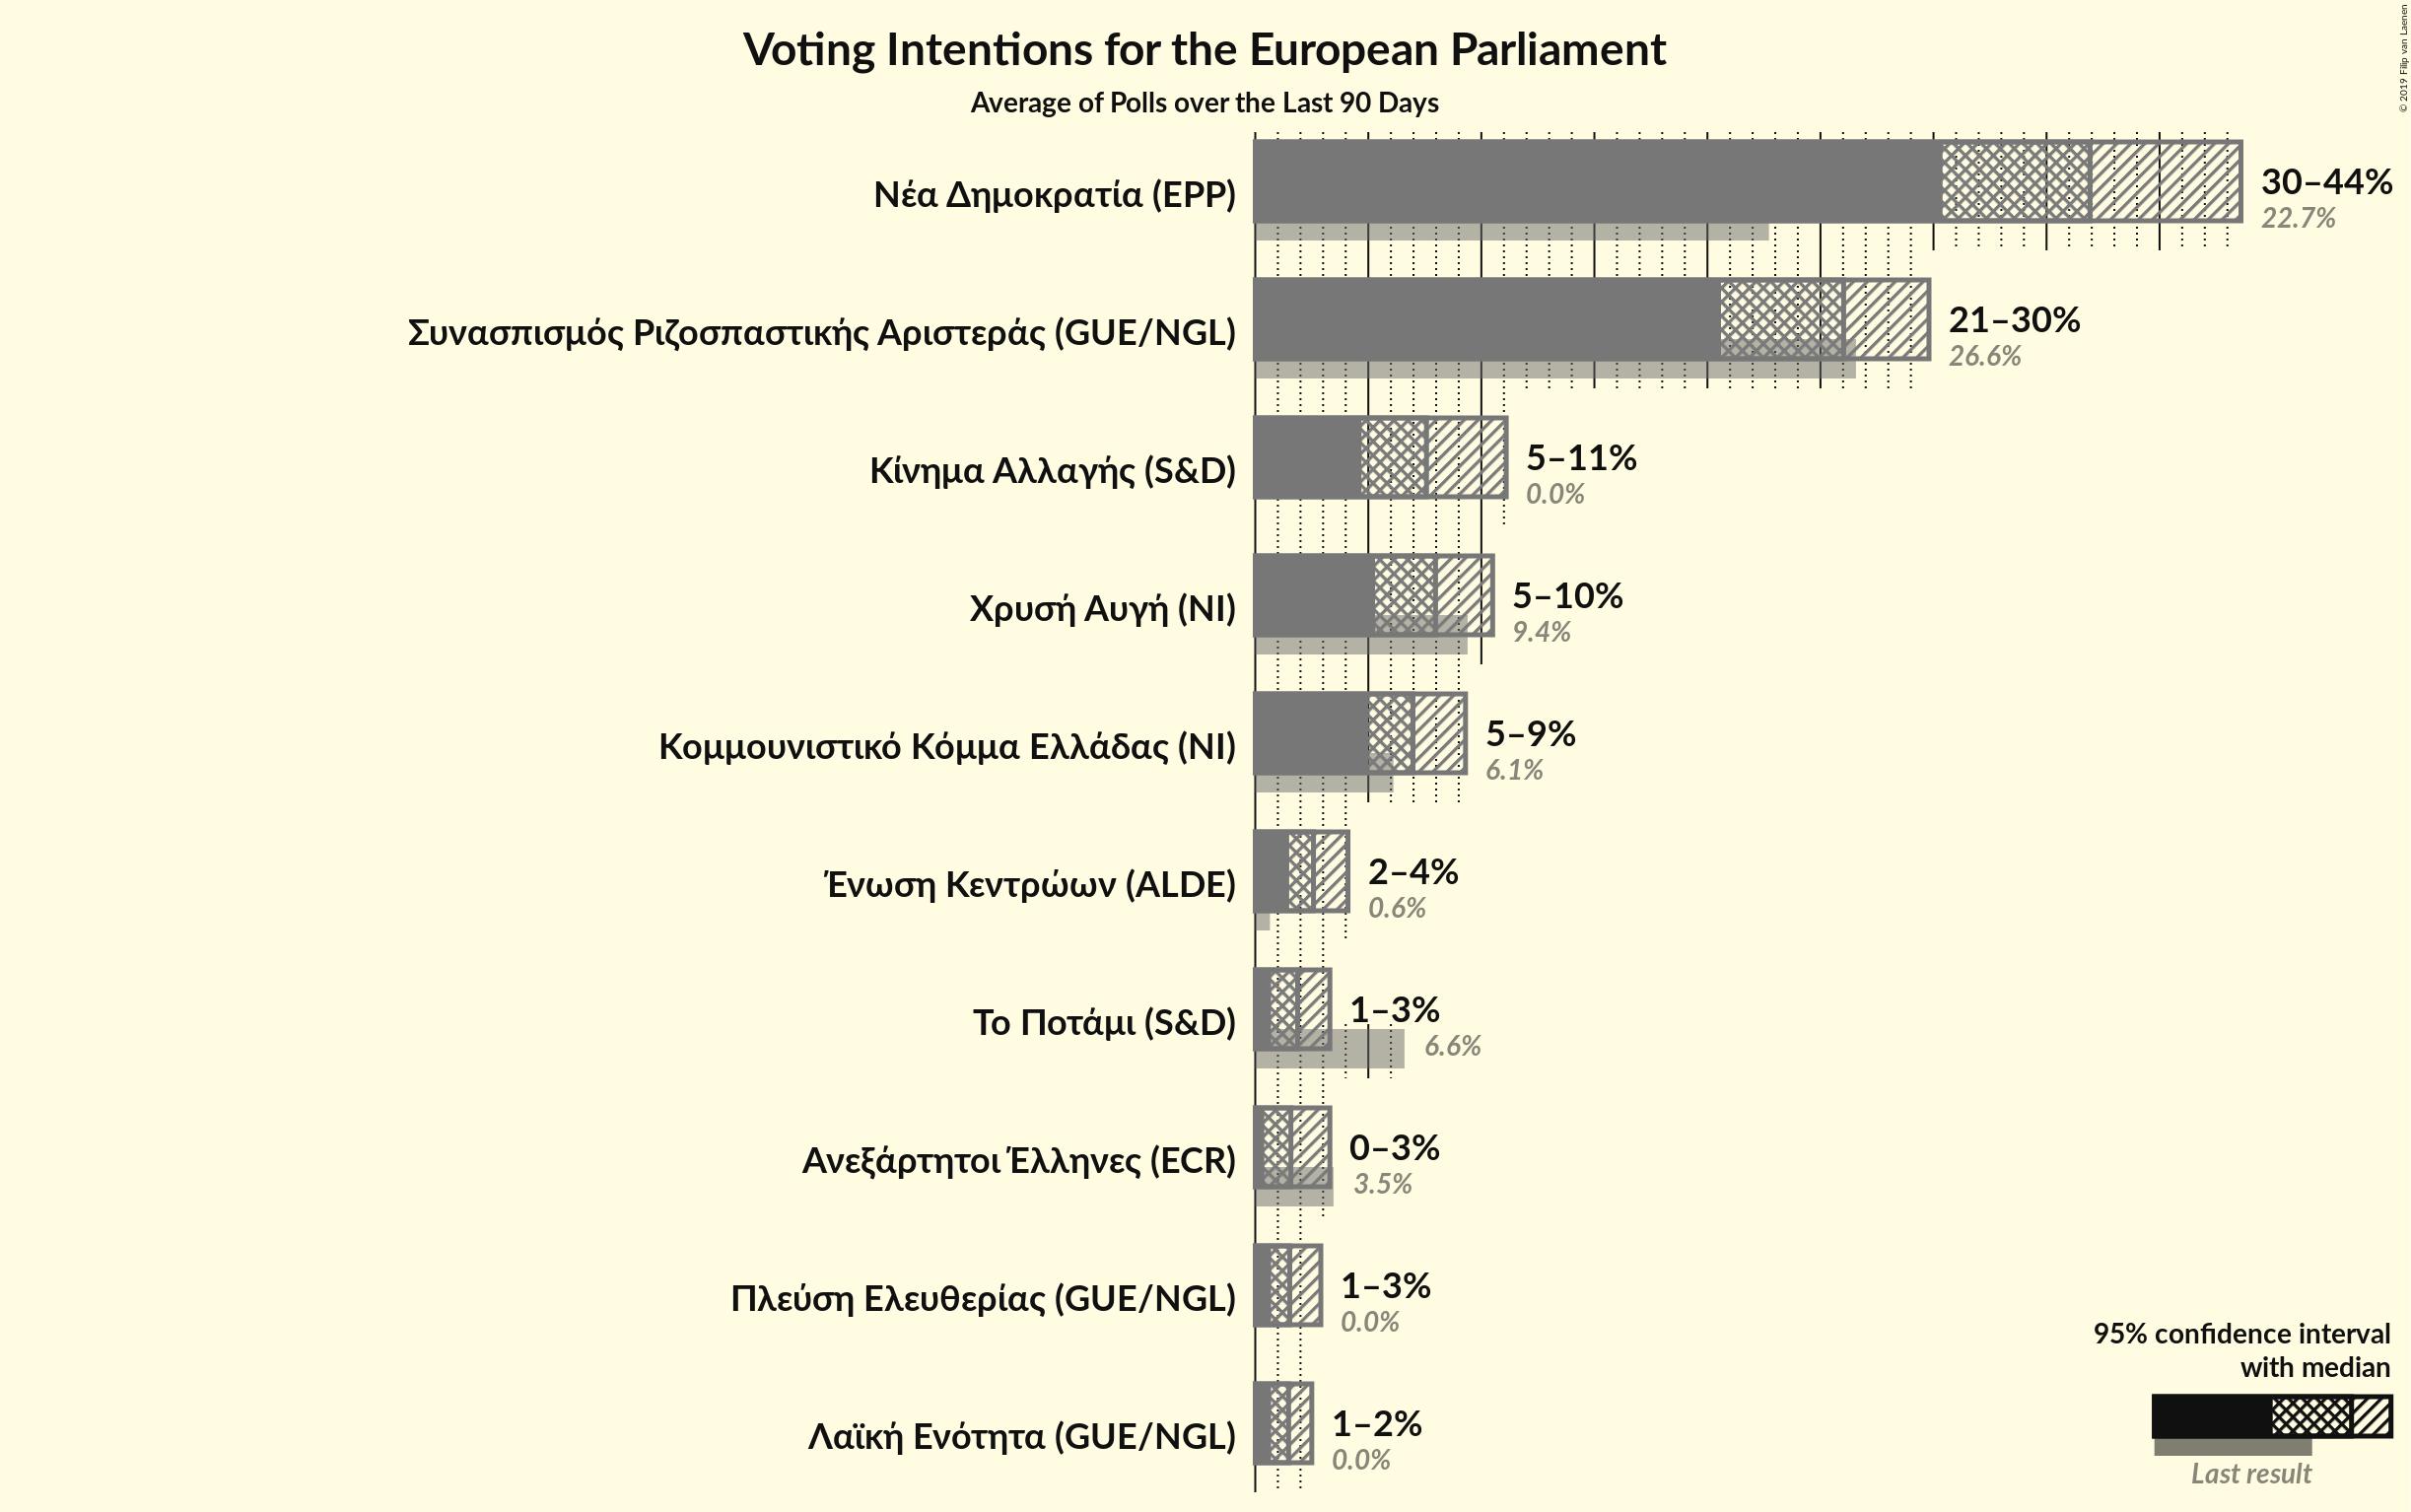 © 2019 Filip van Laenen
Voting Intentions for the European Parliament
Average of Polls over the Last 90 Days
Νέα Δημοκρατία (EPP)
30–44%
22.7%
Συνασπισμός Ριζοσπαστικής Αριστεράς (GUE/NGL)
21–30%
26.6%
Κίνημα Αλλαγής (S&D)
5–11%
0.0%
Χρυσή Αυγή (NI)
5–10%
9.4%
Κομμουνιστικό Κόμμα Ελλάδας (NI)
5–9%
6.1%
Ένωση Κεντρώων (ALDE)
2–4%
0.6%
Το Ποτάμι (S&D)
1–3%
6.6%
Ανεξάρτητοι Έλληνες (ECR)
0–3%
3.5%
Πλεύση Ελευθερίας (GUE/NGL)
1–3%
0.0%
Λαϊκή Ενότητα (GUE/NGL)
1–2%
0.0%
95% confidence interval
with median
Last result